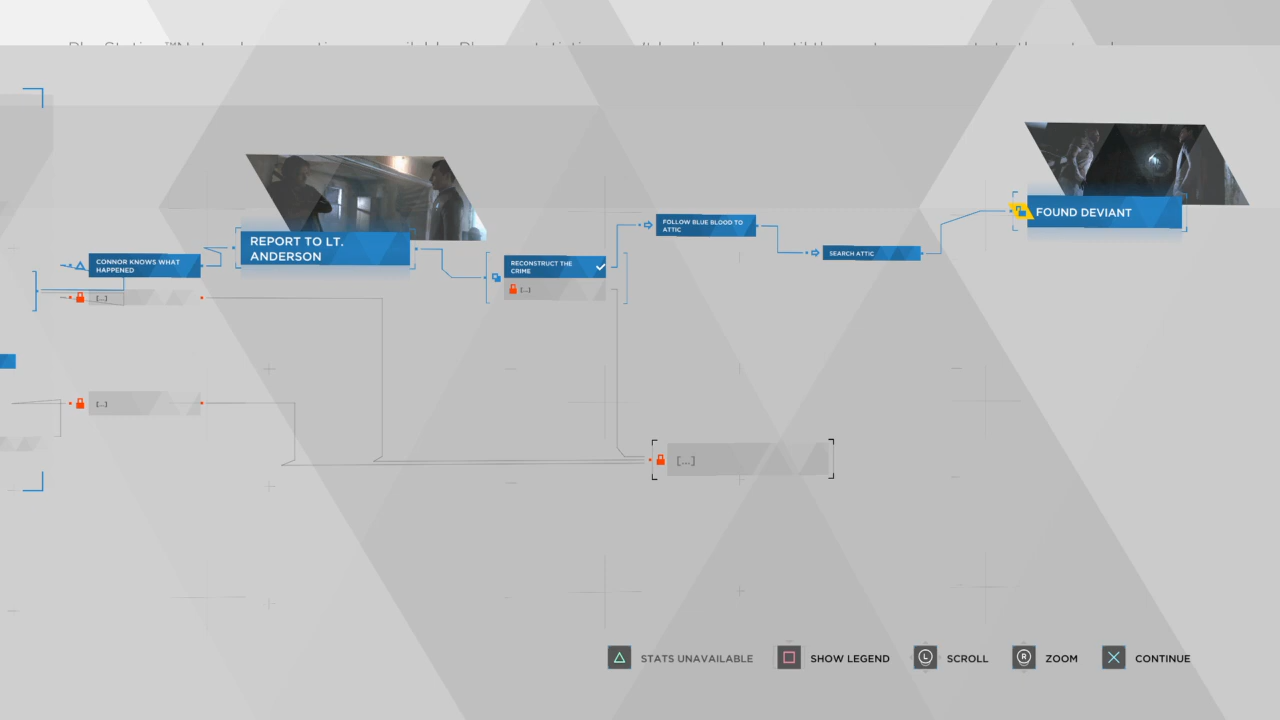 FOLLOW BLUE BLOOD TO
ATTIC
FOUND DEVIANT
REPORT TO LT.
ANDERSON
SEARCH ATTIC
CONNOR KNOWS WHAT
HAPPENED
RECONSTRUCT THE
CRIME
[...]
[...]
[...]
[...]
STATS UNAVAILABLE
SHOW LEGEND
L
SCROLL
R
ZOOM
CONTINUE